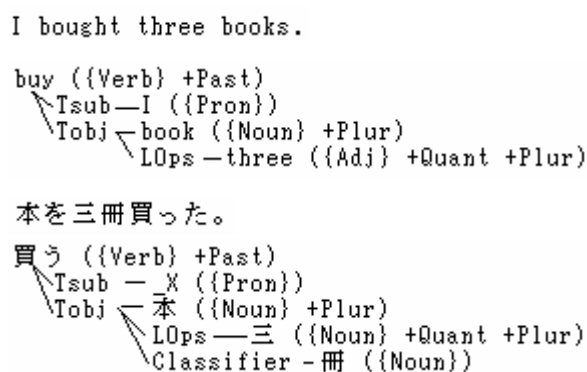 I bought three books.
buy ({Verb} +Past)
Tsub—I ({Pron})
Tobj—book ({Noun} +Plur)
LOps—three ({Adj} +Quant +Plur)
本を三冊買った。
買う ({Verb} +Past)
Tsub — _X ({Pron})
Tobj — 本 ({Noun} +Plur)
LOps — 三 ({Noun} +Quant +Plur)
Classifier - 冊 ({Noun})